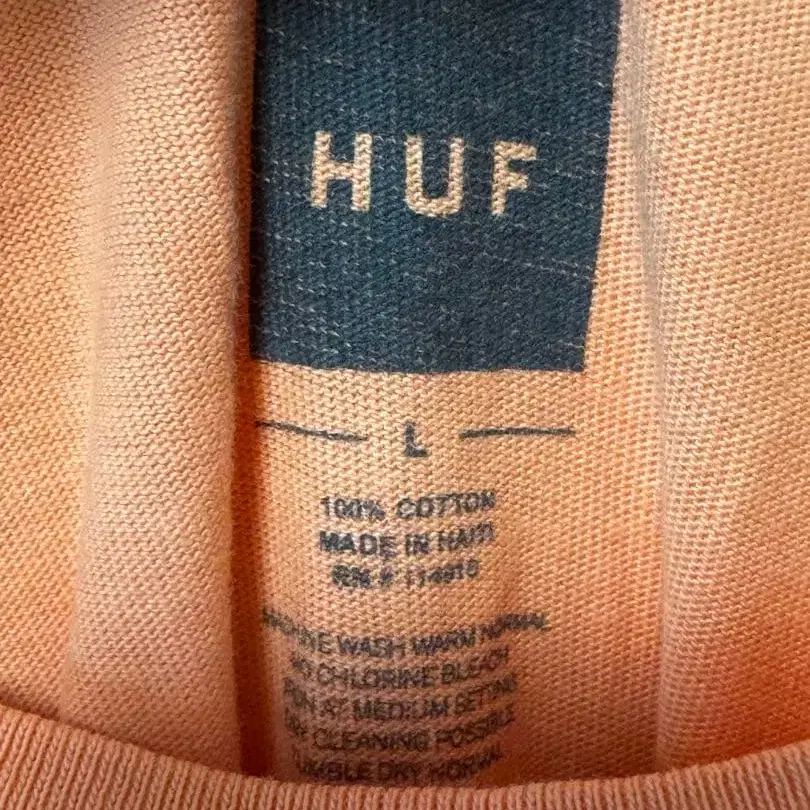 HUF
L
100% COTTON
MADE IN HAITI
RN #
MACHINE WASH WARM NORMAL
NO CHLORINE BLEACH
IRON AT MEDIUM SETTING
DRY CLEANING POSSIBLE
TUMBLE DRY NORMAL